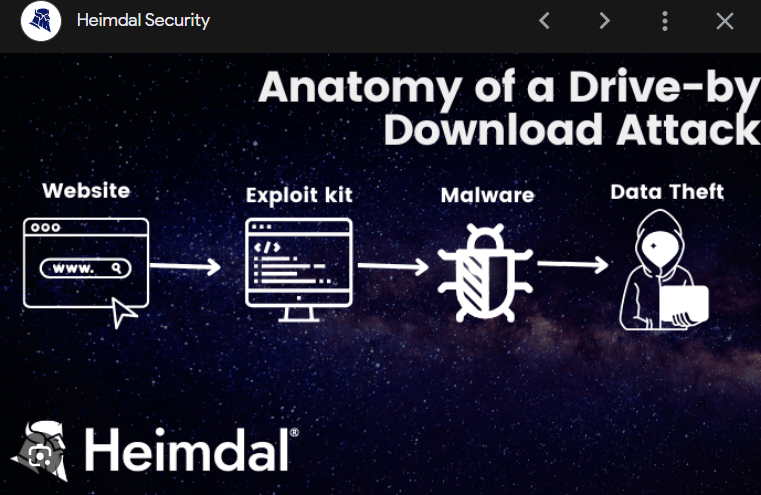 Heimdal Security
Anatomy of a Drive-by
Download Attack
Website
Exploit kit
Malware
Data Theft
</>
www.
Heimdal®